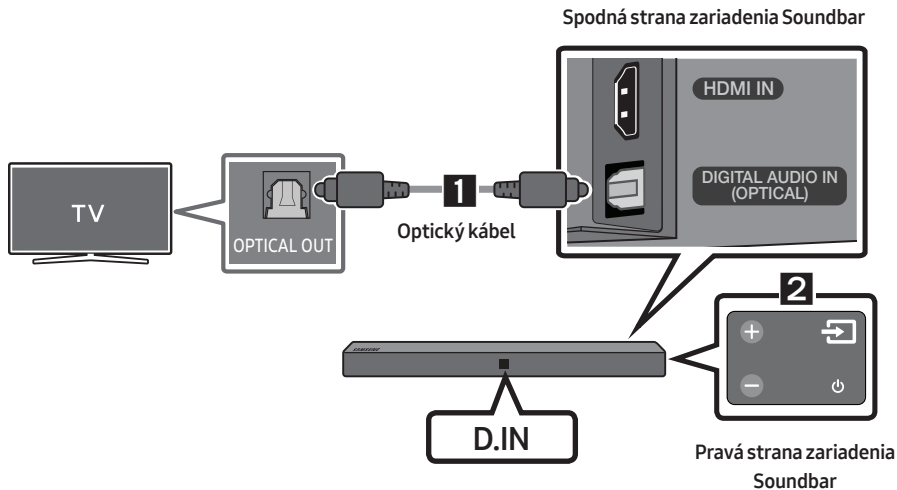 Spodná strana zariadenia Soundbar
HDMI IN
DIGITAL AUDIO IN
(OPTICAL)
TV
OPTICAL OUT
1
Optický kábel
2
SAMSUNG
D.IN
Pravá strana zariadenia
Soundbar